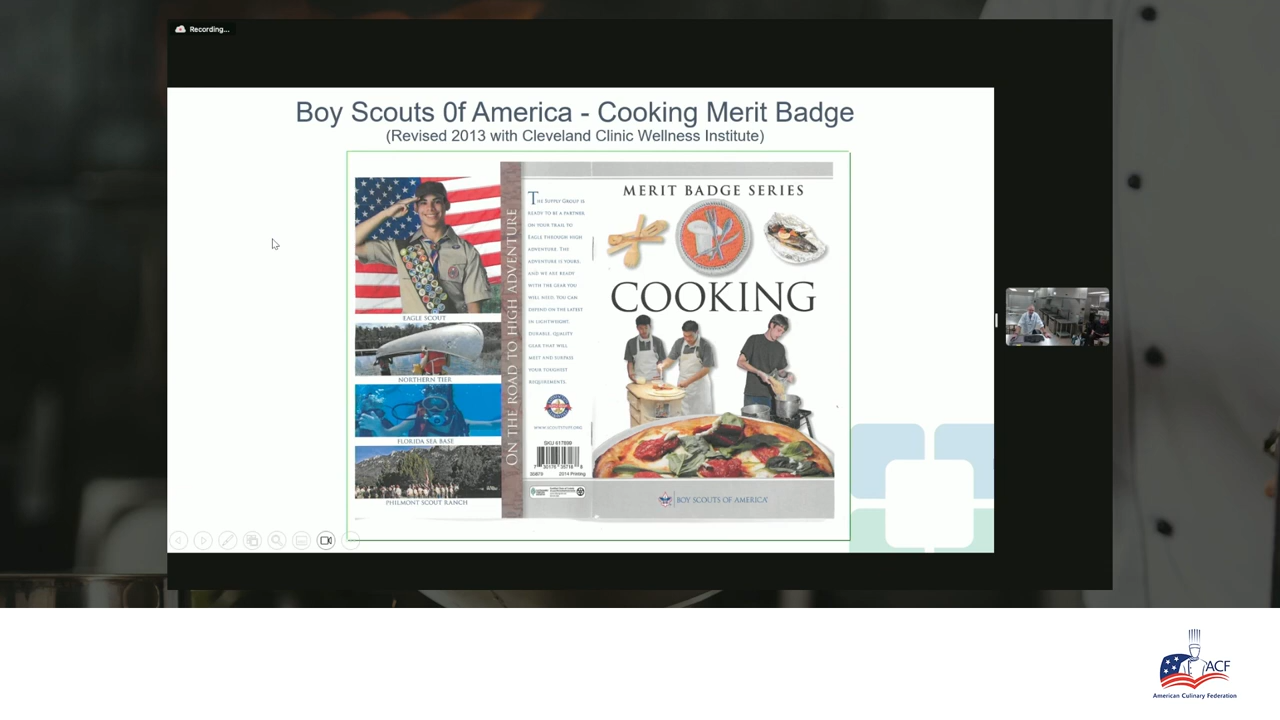 Recording...
Boy Scouts 0f America - Cooking Merit Badge
(Revised 2013 with Cleveland Clinic Wellness Institute)
EAGLE SCOUT
NORTHERN TIER
FLORIDA SEA BASE
PHILMONT SCOUT RANCH
ON THE ROAD TO HIGH ADVENTURE
THE SUPPLY GROUP IS
READY TO BE A PARTNER
ON YOUR TRAIL TO
EAGLE THROUGH HIGH
ADVENTURE. THE
ADVENTURE IS YOURS,
AND WE ARE READY
WITH THE GEAR YOU
WILL NEED. YOU CAN
DEPEND ON THE LATEST
IN LIGHTWEIGHT,
DURABLE, QUALITY
GEAR THAT WILL
MEET AND SURPASS
YOUR TOUGHEST
REQUIREMENTS.
WWW.SCOUTSTUFF.ORG
SKU 617598
35879
2014 Printing
MERIT BADGE SERIES
COOKING
BOY SCOUTS OF AMERICA
ACF
American Culinary Federation